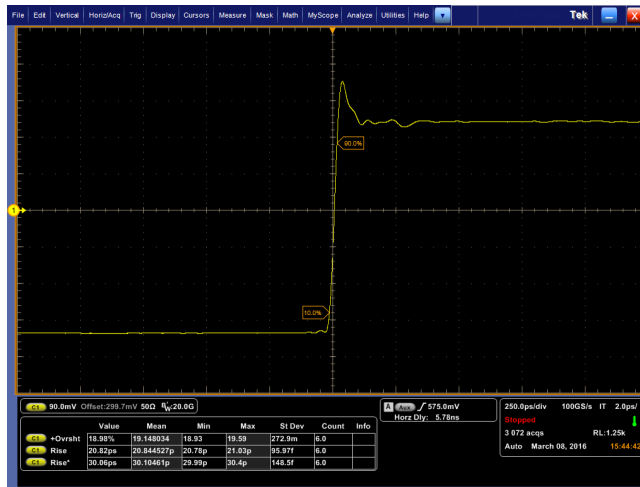 File Edit Vertical Horiz/Acq Trig Display Cursors Measure Mask Math MyScope Analyze Utilities Help Tek X
90.0%
1
10.0%
C1 90.0mV Offset:299.7mV 50Ω BW:20.0G
A Aux 575.0mV
Horz Dly: 5.78ns
250.0ps/div 100GS/s IT 2.0ps/
Stopped
3 072 acqs RL:1.25k
Auto March 08, 2016 15:44:42
Value Mean Min Max St Dev Count Info
C1 +Ovrsht 18.98% 19.148034 18.93 19.59 272.9m 6.0
C1 Rise 20.82ps 20.844527p 20.78p 21.03p 95.97f 6.0
C1 Rise* 30.06ps 30.10461p 29.99p 30.4p 148.5f 6.0